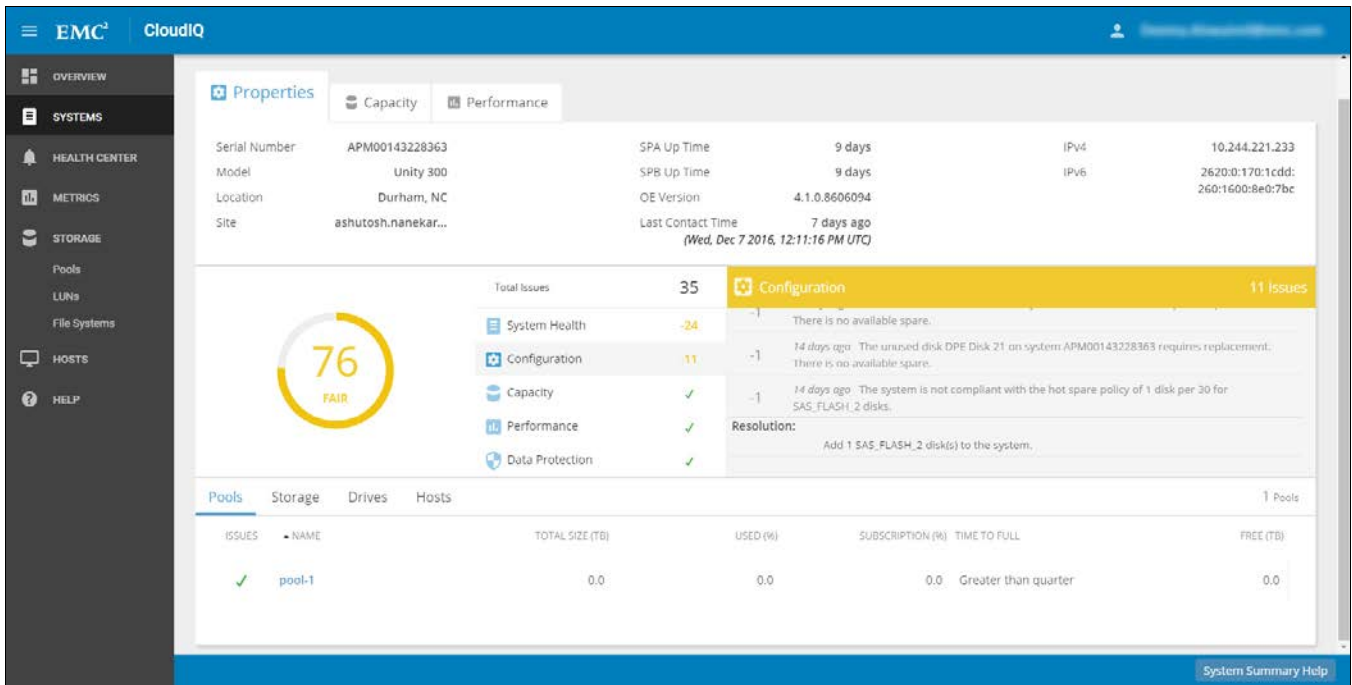 EMC² CloudIQ
OVERVIEW
SYSTEMS
HEALTH CENTER
METRICS
STORAGE
Pools
LUNs
File Systems
HOSTS
HELP
Properties Capacity Performance
Serial Number APM00143228363 SPA Up Time 9 days IPv4 10.244.221.233
Model Unity 300 SPB Up Time 9 days IPv6 2620:0:170:1cdd:
260:1600:8e0:7bc
Location Durham, NC OE Version 4.1.0.8606094
Site ashutosh.nanekar... Last Contact Time 7 days ago
(Wed, Dec 7 2016, 12:11:16 PM UTC)
76
FAIR
Total Issues 35
System Health -24
Configuration -11
Capacity ✓
Performance ✓
Data Protection ✓
Configuration 11 Issues
-1
There is no available spare.
-1 14 days ago The unused disk DPE Disk 21 on system APM00143228363 requires replacement.
There is no available spare.
-1 14 days ago The system is not compliant with the hot spare policy of 1 disk per 30 for
SAS_FLASH_2 disks.
Resolution:
Add 1 SAS_FLASH_2 disk(s) to the system.
Pools Storage Drives Hosts 1 Pools
ISSUES NAME TOTAL SIZE (TB) USED (%) SUBSCRIPTION (%) TIME TO FULL FREE (TB)
✓ pool-1 0.0 0.0 0.0 Greater than quarter 0.0
System Summary Help